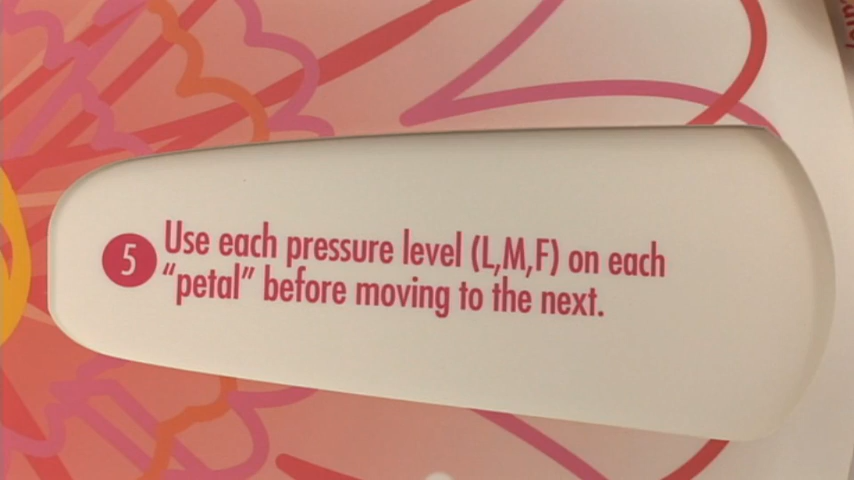 5 Use each pressure level (L,M,F) on each
"petal" before moving to the next.